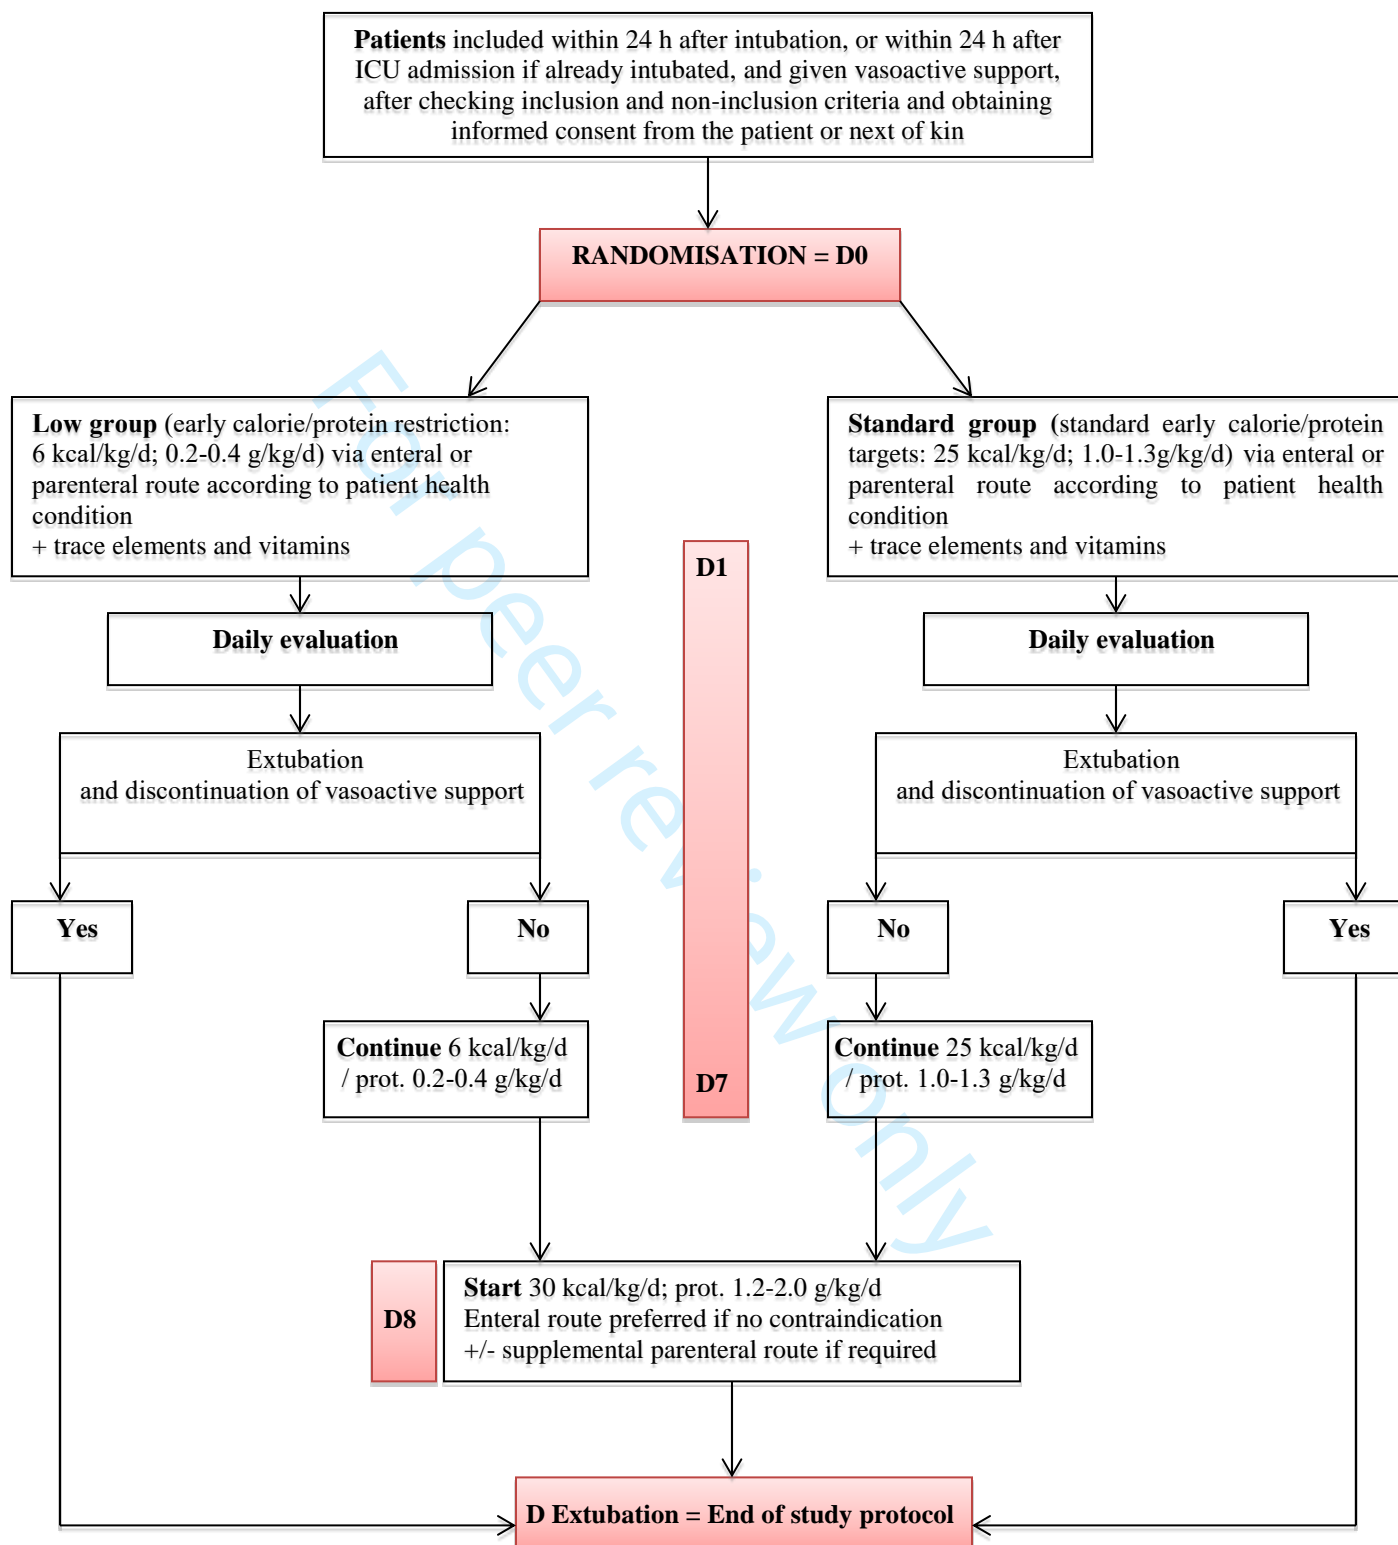 Patients included within 24 h after intubation, or within 24 h after
ICU admission if already intubated, and given vasoactive support,
after checking inclusion and non-inclusion criteria and obtaining
informed consent from the patient or next of kin
RANDOMISATION = D0
Low group (early calorie/protein restriction:
6 kcal/kg/d; 0.2-0.4 g/kg/d) via enteral or
parenteral route according to patient health
condition
+ trace elements and vitamins
Standard group (standard early calorie/protein
targets: 25 kcal/kg/d; 1.0-1.3g/kg/d) via enteral or
parenteral route according to patient health
condition
+ trace elements and vitamins
D1
Daily evaluation
Daily evaluation
Extubation
and discontinuation of vasoactive support
Extubation
and discontinuation of vasoactive support
Yes
No
No
Yes
Continue 6 kcal/kg/d
/ prot. 0.2-0.4 g/kg/d
D7
Continue 25 kcal/kg/d
/ prot. 1.0-1.3 g/kg/d
D8
Start 30 kcal/kg/d; prot. 1.2-2.0 g/kg/d
Enteral route preferred if no contraindication
+/- supplemental parenteral route if required
D Extubation = End of study protocol
For peer review only